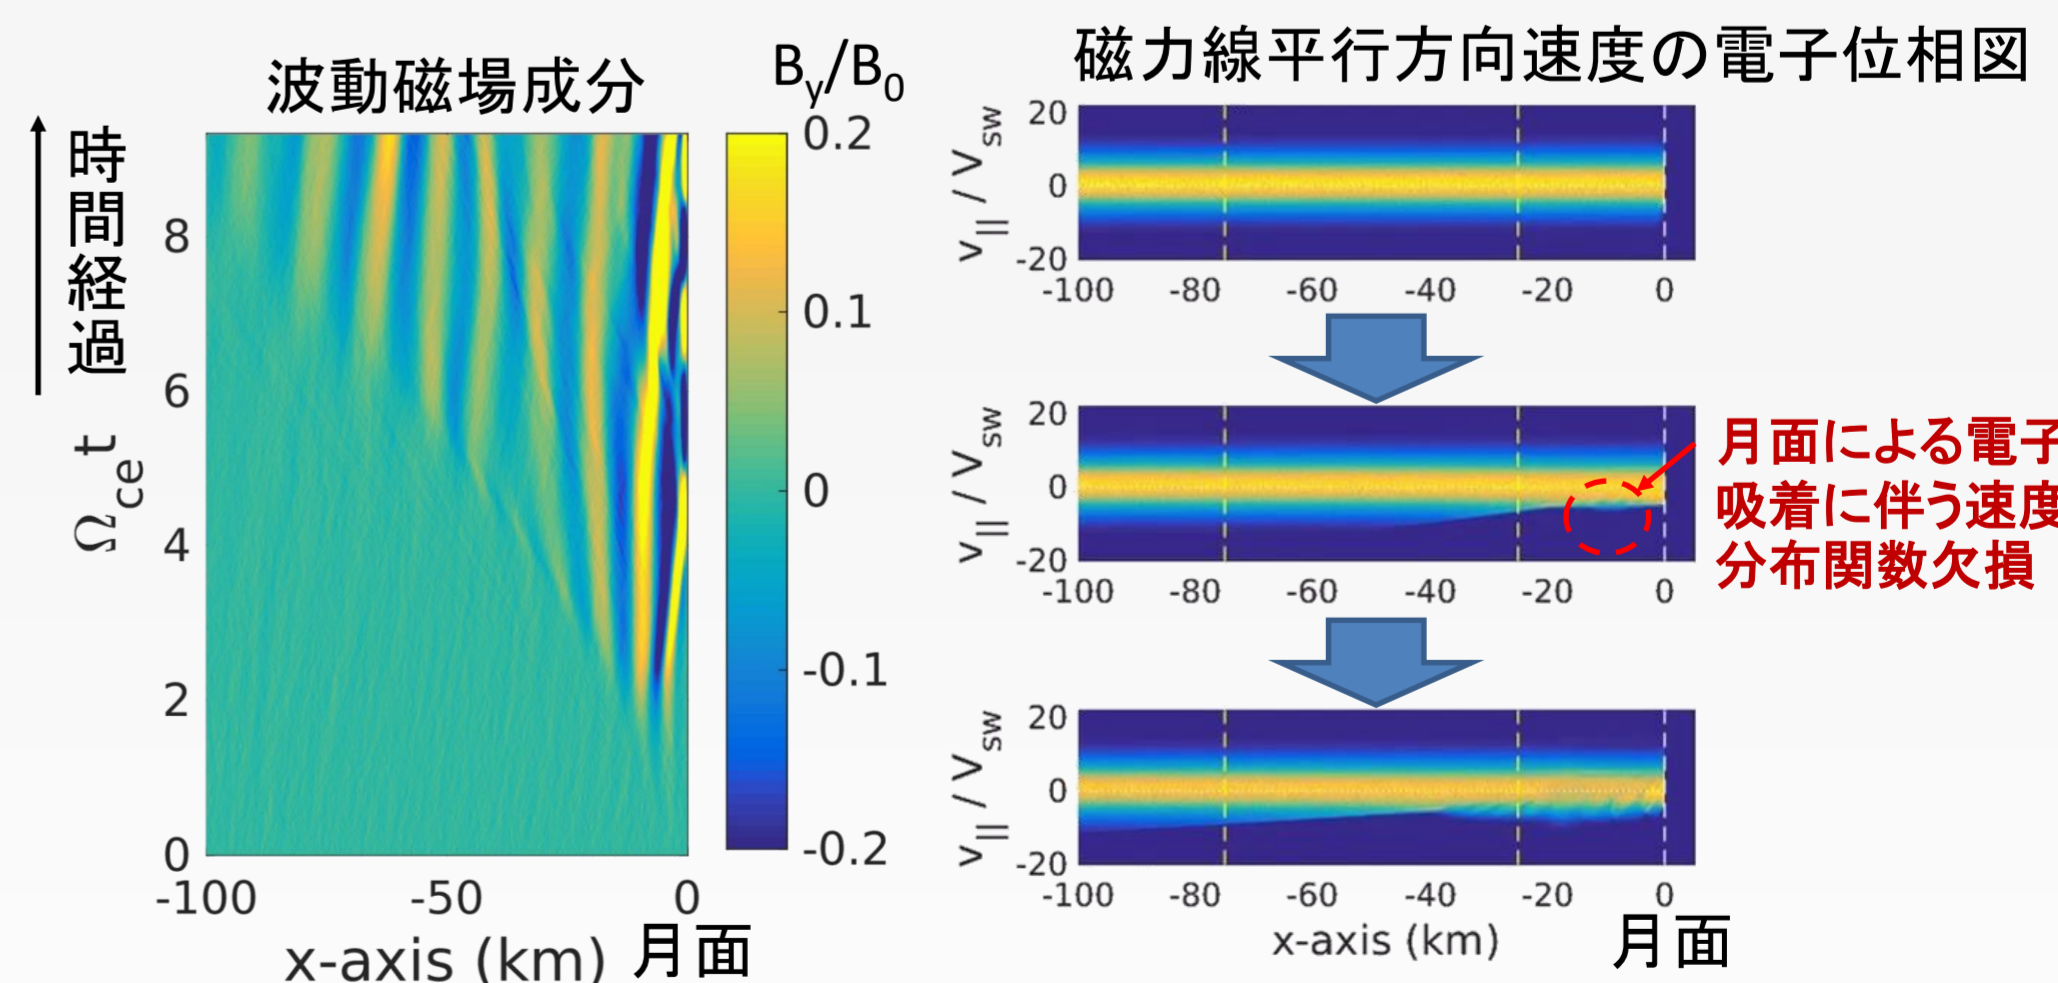 波動磁場成分
By/B0
時間経過
Ωce t
8
6
4
2
0
-100
-50
0
x-axis (km)
月面
0.2
0.1
0
-0.1
-0.2
磁力線平行方向速度の電子位相図
v|| / Vsw
20
0
-20
-100
-80
-60
-40
-20
0
v|| / Vsw
20
0
-20
-100
-80
-60
-40
-20
0
月面による電子
吸着に伴う速度
分布関数欠損
v|| / Vsw
20
0
-20
-100
-80
-60
-40
-20
0
x-axis (km)
月面